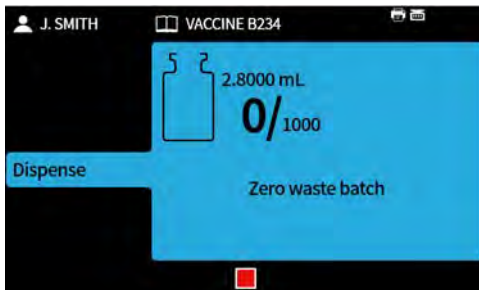 J. SMITH
VACCINE B234
2.8000 mL
0/1000
Dispense
Zero waste batch